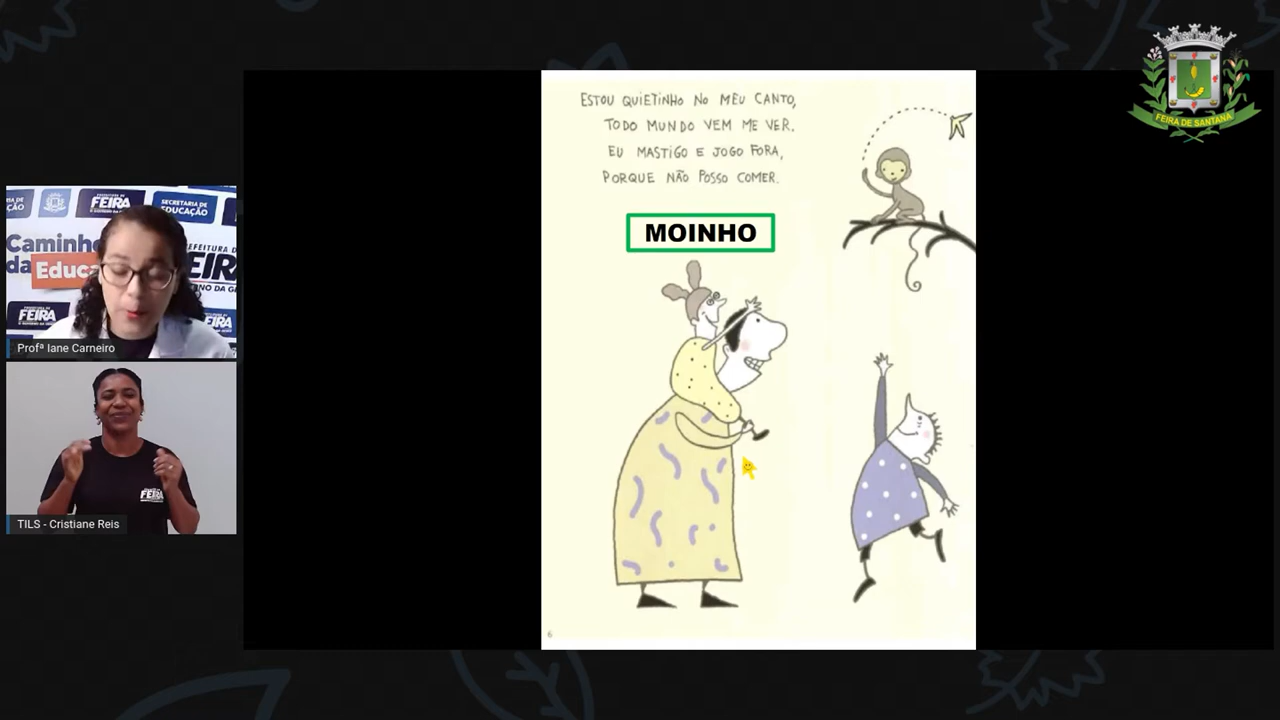 ESTOU QUIETINHO NO MEU CANTO,
TODO MUNDO VEM ME VER.
EU MASTIGO E JOGO FORA,
PORQUE NÃO POSSO COMER.
MOINHO
6
FEIRA DE SANTANA
FEIRA
SECRETARIA DE
EDUCAÇÃO
Caminho
da Educa
FEIRA
FEIRA
Profª Iane Carneiro
FEIRA
TILS - Cristiane Reis